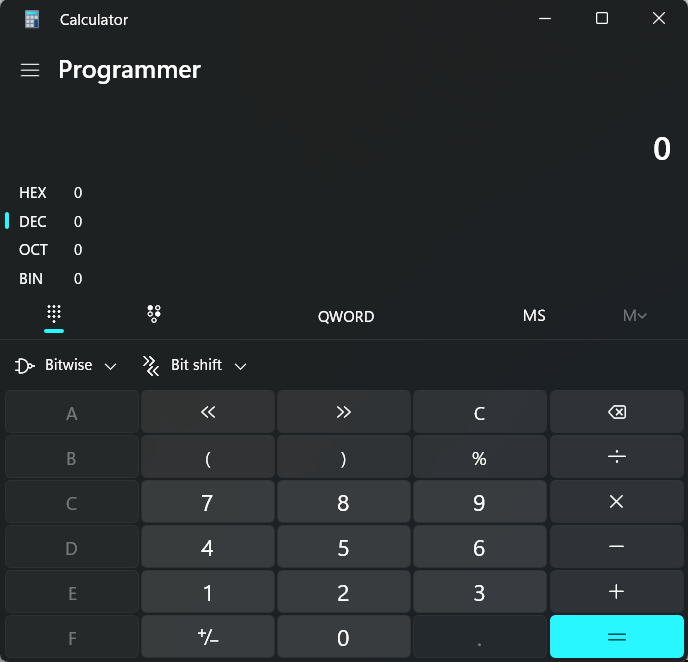 Calculator
Programmer
0
HEX 0
DEC 0
OCT 0
BIN 0
QWORD MS M
Bitwise Bit shift
A « » C
B ( ) % ÷
C 7 8 9 ×
D 4 5 6 −
E 1 2 3 +
F +/− 0 . =